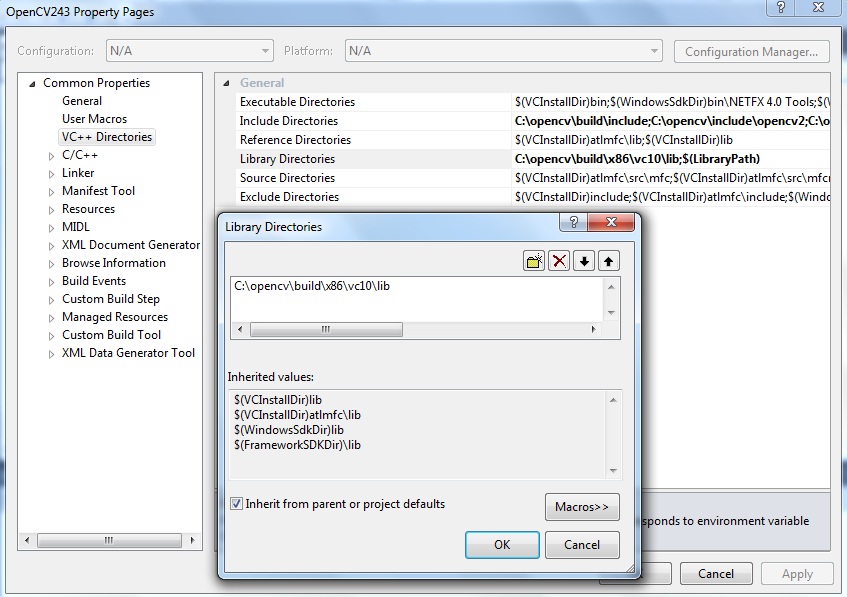 OpenCV243 Property Pages
Configuration: N/A Platform: N/A Configuration Manager...
Common Properties
General
User Macros
VC++ Directories
C/C++
Linker
Manifest Tool
Resources
MIDL
XML Document Generator
Browse Information
Build Events
Custom Build Step
Managed Resources
Custom Build Tool
XML Data Generator Tool
General
Executable Directories $(VCInstallDir)bin;$(WindowsSdkDir)bin\NETFX 4.0 Tools;$(
Include Directories C:\opencv\build\include;C:\opencv\include\opencv2;C:\o
Reference Directories $(VCInstallDir)atlmfc\lib;$(VCInstallDir)lib
Library Directories C:\opencv\build\x86\vc10\lib;$(LibraryPath)
Source Directories $(VCInstallDir)atlmfc\src\mfc;$(VCInstallDir)atlmfc\src\mfc
Exclude Directories $(VCInstallDir)include;$(VCInstallDir)atlmfc\include;$(Windo
Library Directories
C:\opencv\build\x86\vc10\lib
Inherited values:
$(VCInstallDir)lib
$(VCInstallDir)atlmfc\lib
$(WindowsSdkDir)lib
$(FrameworkSDKDir)\lib
Inherit from parent or project defaults
Macros>>
OK Cancel
sponds to environment variable
Cancel Apply